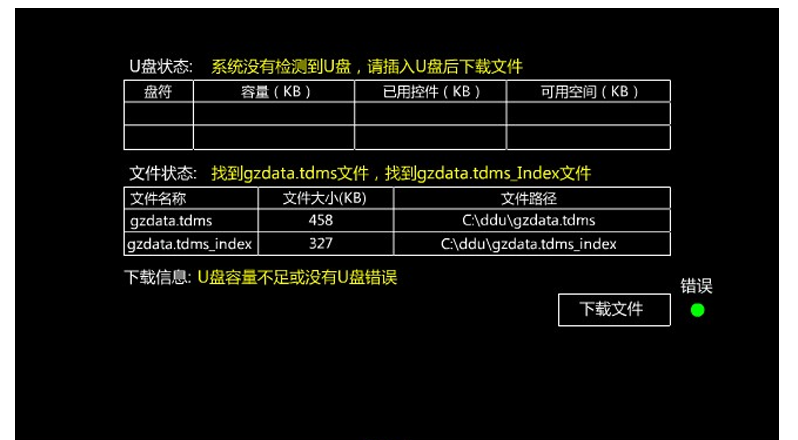 U盘状态: 系统没有检测到U盘，请插入U盘后下载文件
盘符 容量（KB） 已用控件（KB） 可用空间（KB）
文件状态: 找到gzdata.tdms文件，找到gzdata.tdms_Index文件
文件名称 文件大小(KB) 文件路径
gzdata.tdms 458 C:\ddu\gzdata.tdms
gzdata.tdms_index 327 C:\ddu\gzdata.tdms_index
下载信息: U盘容量不足或没有U盘错误
错误
下载文件